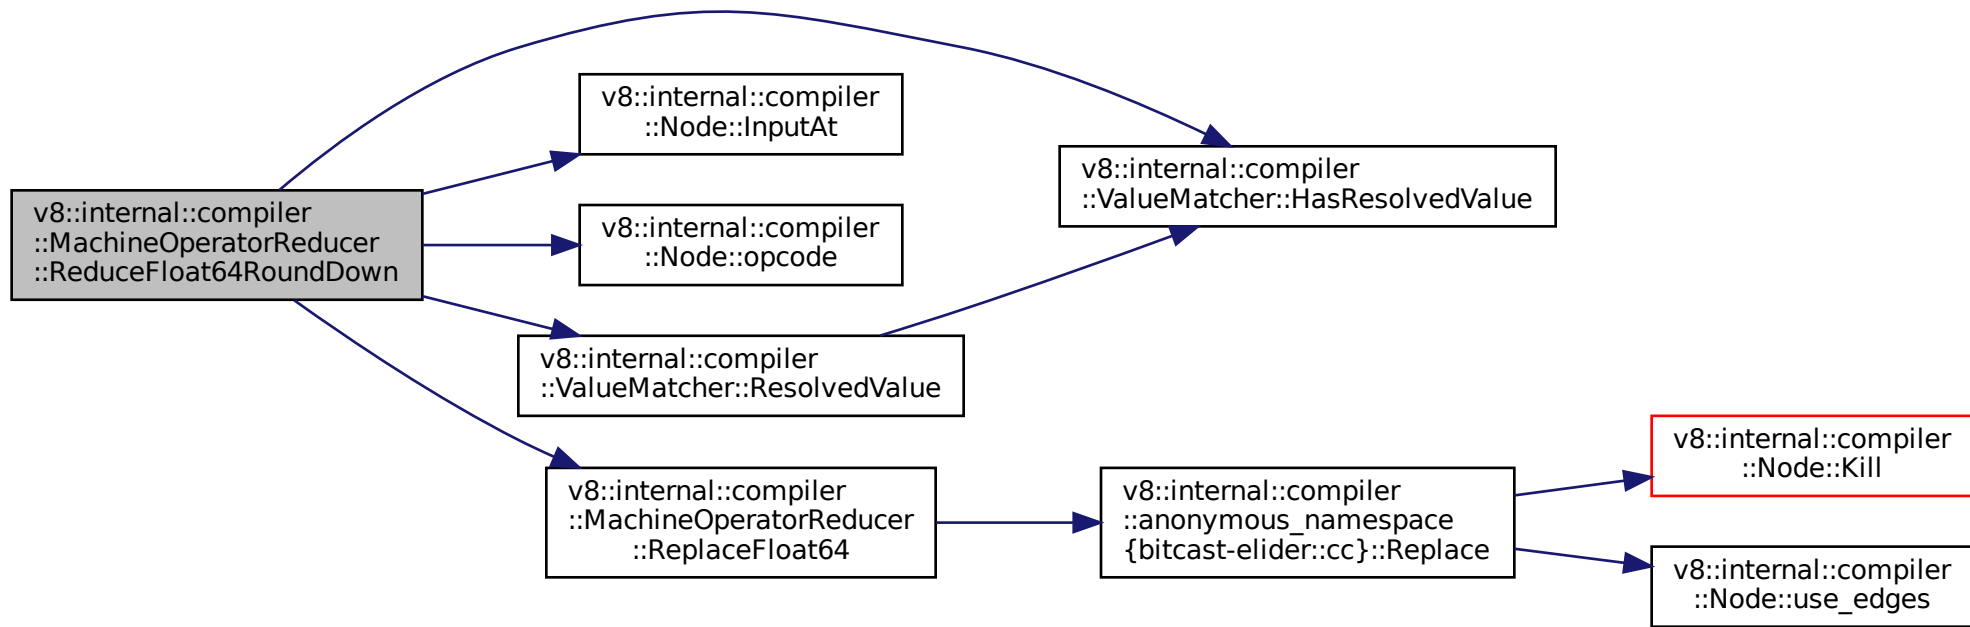 v8::internal::compiler
::MachineOperatorReducer
::ReduceFloat64RoundDown
v8::internal::compiler
::Node::InputAt
v8::internal::compiler
::Node::opcode
v8::internal::compiler
::ValueMatcher::ResolvedValue
v8::internal::compiler
::MachineOperatorReducer
::ReplaceFloat64
v8::internal::compiler
::ValueMatcher::HasResolvedValue
v8::internal::compiler
::anonymous_namespace
{bitcast-elider::cc}::Replace
v8::internal::compiler
::Node::Kill
v8::internal::compiler
::Node::use_edges